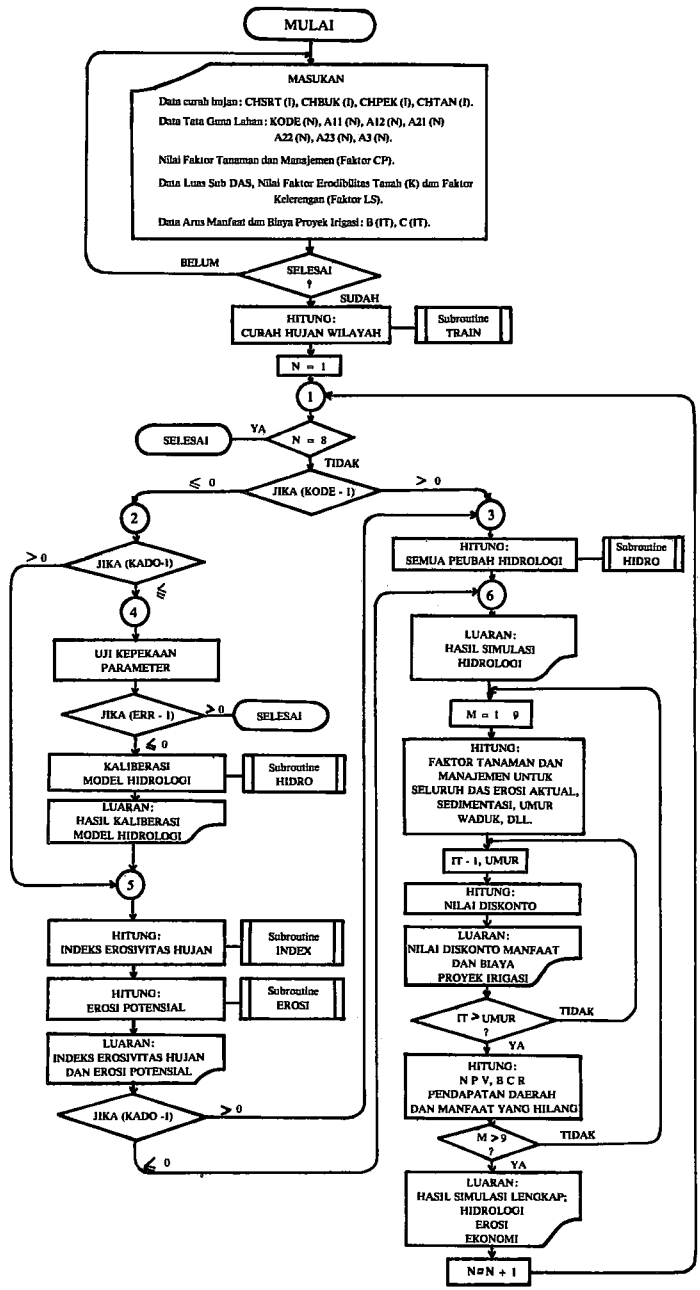 MULAI
MASUKAN
Data curah hujan : CHSRT (I), CHBUK (I), CHPEK (I), CHTAN (I).
Data Tata Guna Lahan : KODE (N), A11 (N), A12 (N), A21 (N)
A22 (N), A23 (N), A3 (N).
Nilai Faktor Tanaman dan Manajemen (Faktor CP).
Data Luas Sub DAS, Nilai Faktor Erodibilitas Tanah (K) dan Faktor
Kelerengan (Faktor LS).
Data Arus Manfaat dan Biaya Proyek Irigasi : B (IT), C (IT).
BELUM
SELESAI
?
SUDAH
HITUNG:
CURAH HUJAN WILAYAH
Subroutine
TRAIN
N = 1
1
SELESAI
YA
N = 8
TIDAK
≤ 0
JIKA (KODE - 1)
> 0
2
3
> 0
JIKA (KADO-1)
≤
HITUNG:
SEMUA PEUBAH HIDROLOGI
Subroutine
HIDRO
4
6
UJI KEPEKAAN
PARAMETER
LUARAN:
HASIL SIMULASI
HIDROLOGI
JIKA (ERR - 1)
>0
SELESAI
≤ 0
M = 1 9
KALIBERASI
MODEL HIDROLOGI
Subroutine
HIDRO
HITUNG:
FAKTOR TANAMAN DAN
MANAJEMEN UNTUK
SELURUH DAS EROSI AKTUAL,
SEDIMENTASI, UMUR
WADUK, DLL.
LUARAN:
HASIL KALIBERASI
MODEL HIDROLOGI
IT - 1, UMUR
5
HITUNG:
NILAI DISKONTO
HITUNG:
INDEKS EROSIVITAS HUJAN
Subroutine
INDEX
LUARAN:
NILAI DISKONTO MANFAAT
DAN BIAYA
PROYEK IRIGASI
HITUNG:
EROSI POTENSIAL
Subroutine
EROSI
IT > UMUR
?
TIDAK
YA
LUARAN:
INDEKS EROSIVITAS HUJAN
DAN EROSI POTENSIAL
HITUNG:
N P V, B C R
PENDAPATAN DAERAH
DAN MANFAAT YANG HILANG
JIKA (KADO -1)
> 0
M > 9
?
TIDAK
≤ 0
YA
LUARAN:
HASIL SIMULASI LENGKAP;
HIDROLOGI
EROSI
EKONOMI
N=N + 1